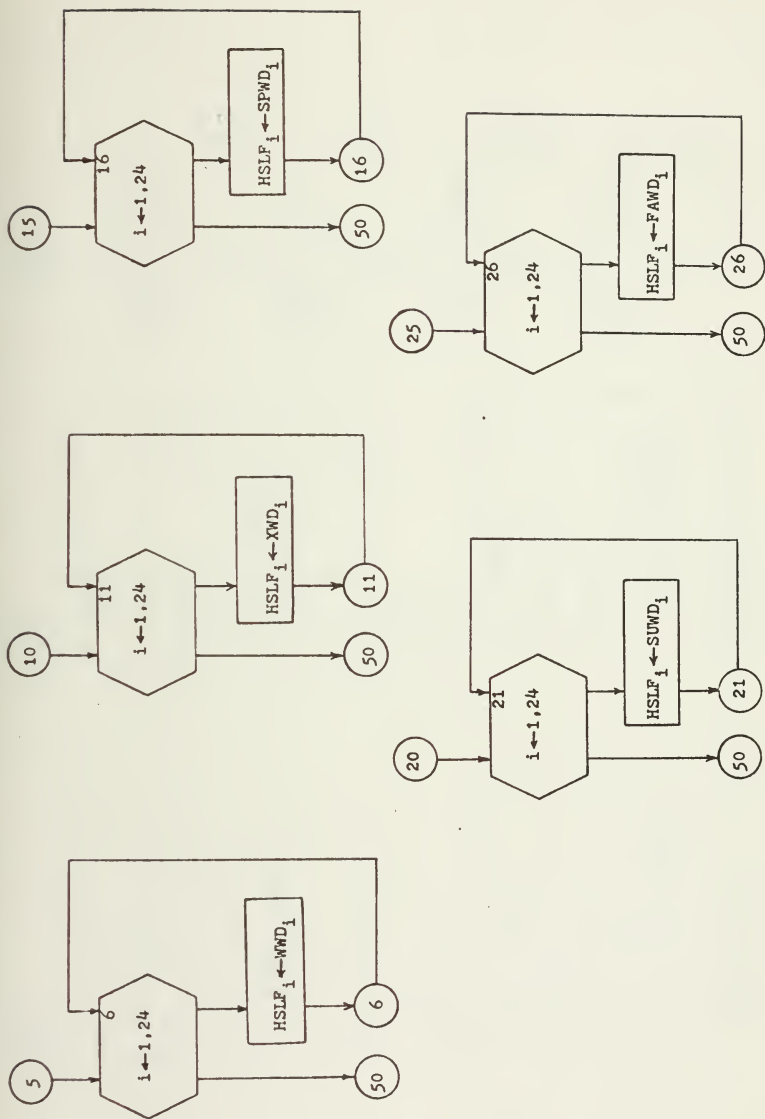 5
6
i←1,24
HSLF_i←WWD_i
50
6
10
11
i←1,24
HSLF_i←XWD_i
50
11
15
16
i←1,24
HSLF_i←SPWD_i
50
16
20
21
i←1,24
HSLF_i←SUWD_i
50
21
25
26
i←1,24
HSLF_i←FAWD_i
50
26